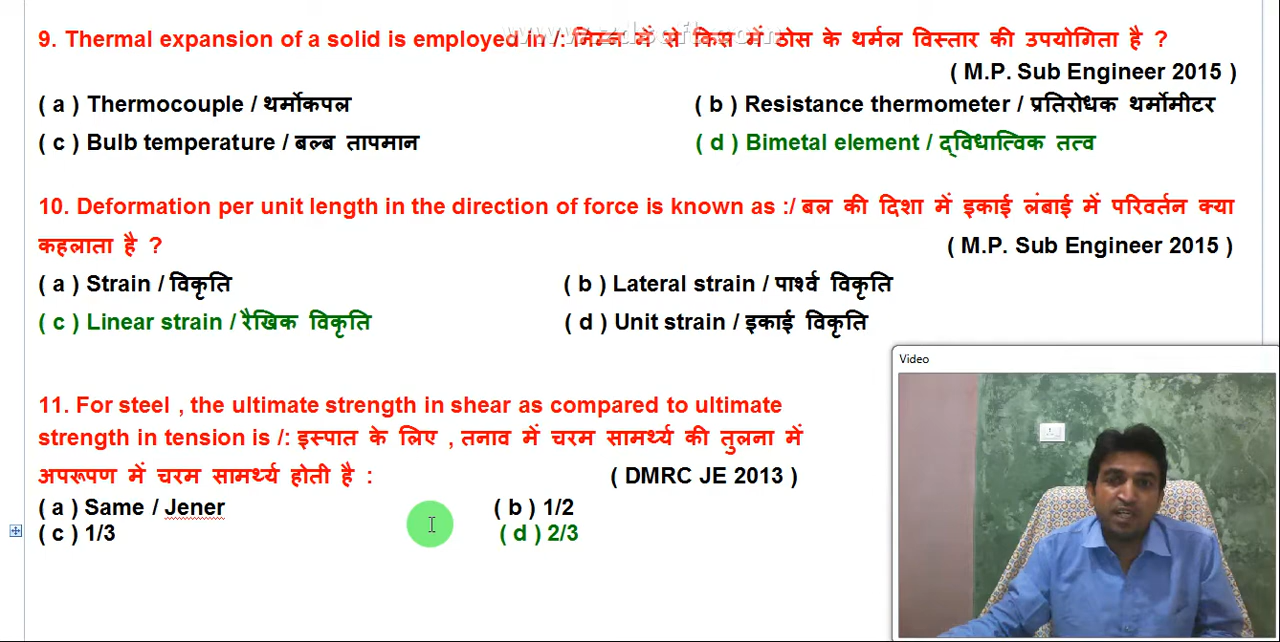 www.zdsoft.com
9. Thermal expansion of a solid is employed in /: निम्न में से किस में ठोस के थर्मल विस्तार की उपयोगिता है ?
( M.P. Sub Engineer 2015 )
( a ) Thermocouple / थर्मोकपल ( b ) Resistance thermometer / प्रतिरोधक थर्मोमीटर
( c ) Bulb temperature / बल्ब तापमान ( d ) Bimetal element / द्विधात्विक तत्व
10. Deformation per unit length in the direction of force is known as :/ बल की दिशा में इकाई लंबाई में परिवर्तन क्या
कहलाता है ? ( M.P. Sub Engineer 2015 )
( a ) Strain / विकृति ( b ) Lateral strain / पार्श्व विकृति
( c ) Linear strain / रैखिक विकृति ( d ) Unit strain / इकाई विकृति
Video
11. For steel , the ultimate strength in shear as compared to ultimate
strength in tension is /: इस्पात के लिए , तनाव में चरम सामर्थ्य की तुलना में
अपरूपण में चरम सामर्थ्य होती है : ( DMRC JE 2013 )
( a ) Same / Jener ( b ) 1/2
( c ) 1/3 ( d ) 2/3